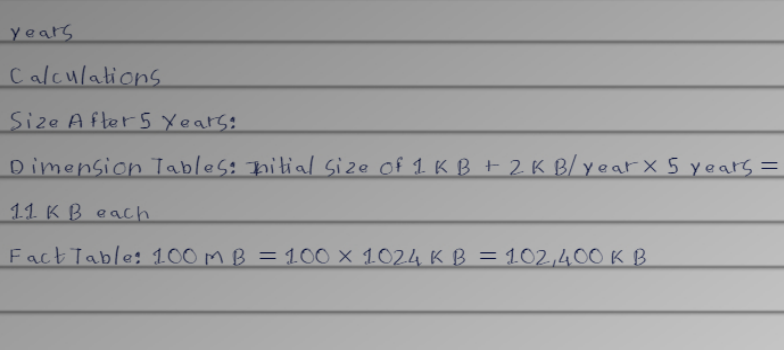 years
Calculations
Size After 5 Years:
Dimension Tables: Initial size of 1 KB + 2 KB/year × 5 years =
11 KB each
Fact Table: 100 MB = 100 × 1024 KB = 102,400 KB